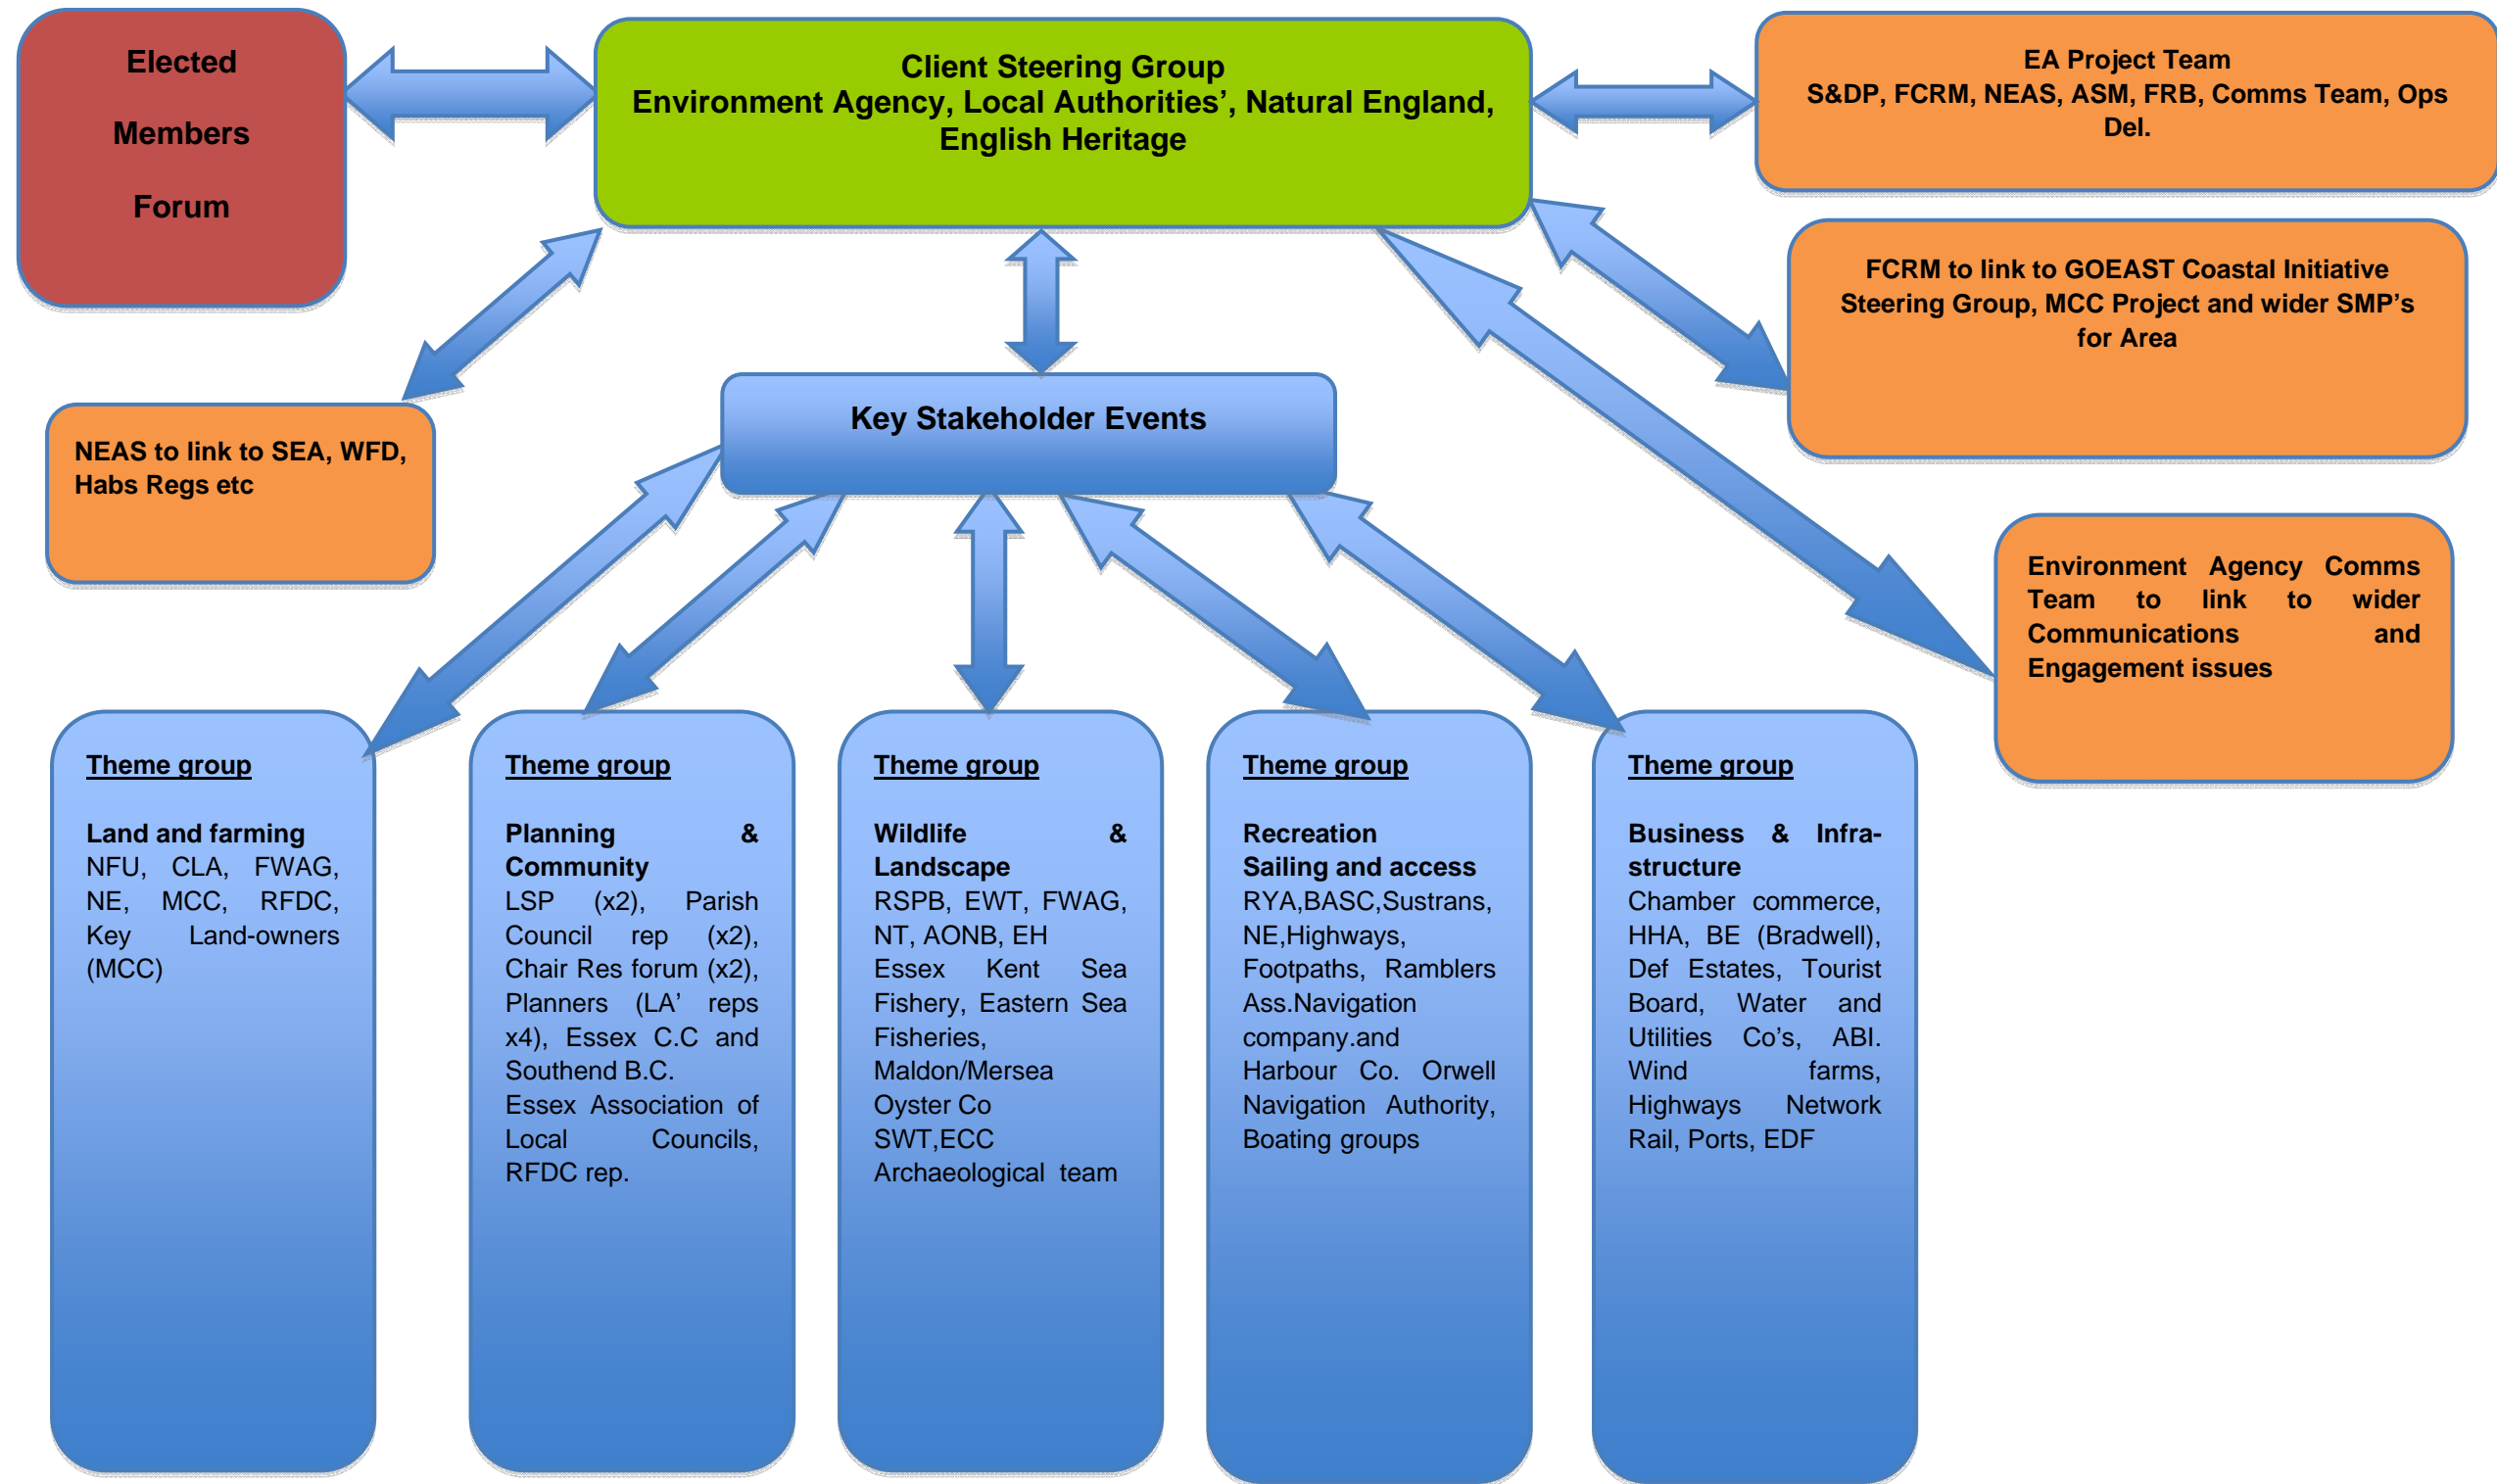 Elected
Members
Forum
Client Steering Group
Environment Agency, Local Authorities’, Natural England,
English Heritage
EA Project Team
S&DP, FCRM, NEAS, ASM, FRB, Comms Team, Ops
Del.
FCRM to link to GOEAST Coastal Initiative
Steering Group, MCC Project and wider SMP’s
for Area
Key Stakeholder Events
NEAS to link to SEA, WFD,
Habs Regs etc
Environment Agency Comms
Team to link to wider
Communications and
Engagement issues
Theme group
Land and farming
NFU, CLA, FWAG,
NE, MCC, RFDC,
Key Land-owners
(MCC)
Theme group
Planning &
Community
LSP (x2), Parish
Council rep (x2),
Chair Res forum (x2),
Planners (LA’ reps
x4), Essex C.C and
Southend B.C.
Essex Association of
Local Councils,
RFDC rep.
Theme group
Wildlife &
Landscape
RSPB, EWT, FWAG,
NT, AONB, EH
Essex Kent Sea
Fishery, Eastern Sea
Fisheries,
Maldon/Mersea
Oyster Co
SWT,ECC
Archaeological team
Theme group
Recreation
Sailing and access
RYA,BASC,Sustrans,
NE,Highways,
Footpaths, Ramblers
Ass.Navigation
company.and
Harbour Co. Orwell
Navigation Authority,
Boating groups
Theme group
Business & Infra-
structure
Chamber commerce,
HHA, BE (Bradwell),
Def Estates, Tourist
Board, Water and
Utilities Co’s, ABI.
Wind farms,
Highways Network
Rail, Ports, EDF